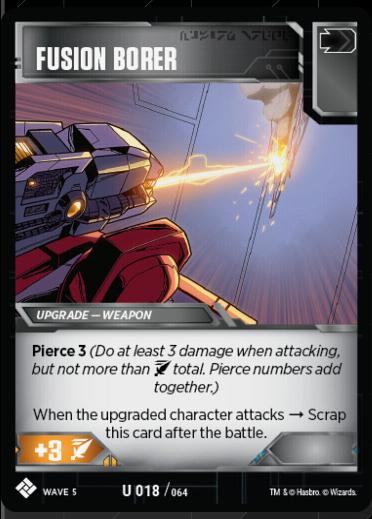 FUSION BORER
UPGRADE — WEAPON
Pierce 3 (Do at least 3 damage when attacking,
but not more than total. Pierce numbers add
together.)
When the upgraded character attacks → Scrap
this card after the battle.
+3
WAVE 5 U 018 /064 TM & © Hasbro. © Wizards.